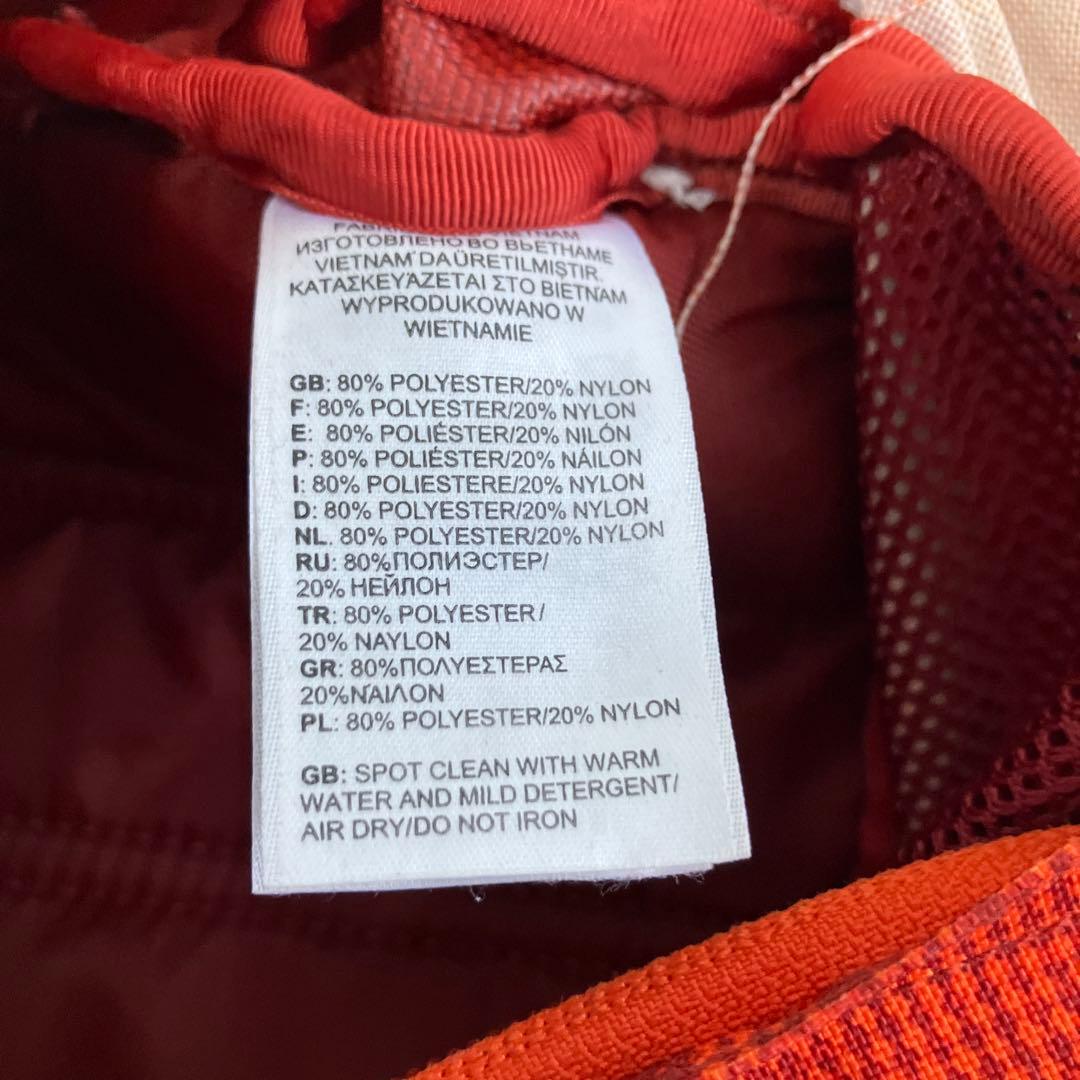 ИЗГОТОВЛЕНО ВО ВЬЕТНАМЕ
VIETNAM'DA ÜRETILMIŞTIR.
ΚΑΤΑΣΚΕΥΆΖΕΤΑΙ ΣΤΟ ΒΙΕΤΝΆΜ
WYPRODUKOWANO W
WIETNAMIE
GB: 80% POLYESTER/20% NYLON
F: 80% POLYESTER/20% NYLON
E: 80% POLIÉSTER/20% NILÓN
P: 80% POLIÉSTER/20% NÁILON
I: 80% POLIESTERE/20% NYLON
D: 80% POLYESTER/20% NYLON
NL. 80% POLYESTER/20% NYLON
RU: 80%ПОЛИЭСТЕР/
20% НЕЙЛОН
TR: 80% POLYESTER/
20% NAYLON
GR: 80%ΠΟΛΥΕΣΤΕΡΑΣ
20%ΝΆΙΛΟΝ
PL: 80% POLYESTER/20% NYLON
GB: SPOT CLEAN WITH WARM
WATER AND MILD DETERGENT/
AIR DRY/DO NOT IRON